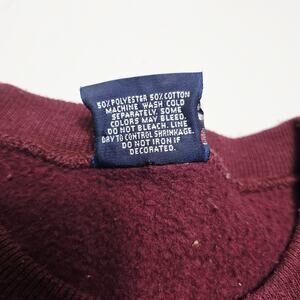 50% POLYESTER 50% COTTON
MACHINE WASH COLD
SEPARATELY. SOME
COLORS MAY BLEED.
DO NOT BLEACH. LINE
DRY TO CONTROL SHRINKAGE.
DO NOT IRON IF
DECORATED.